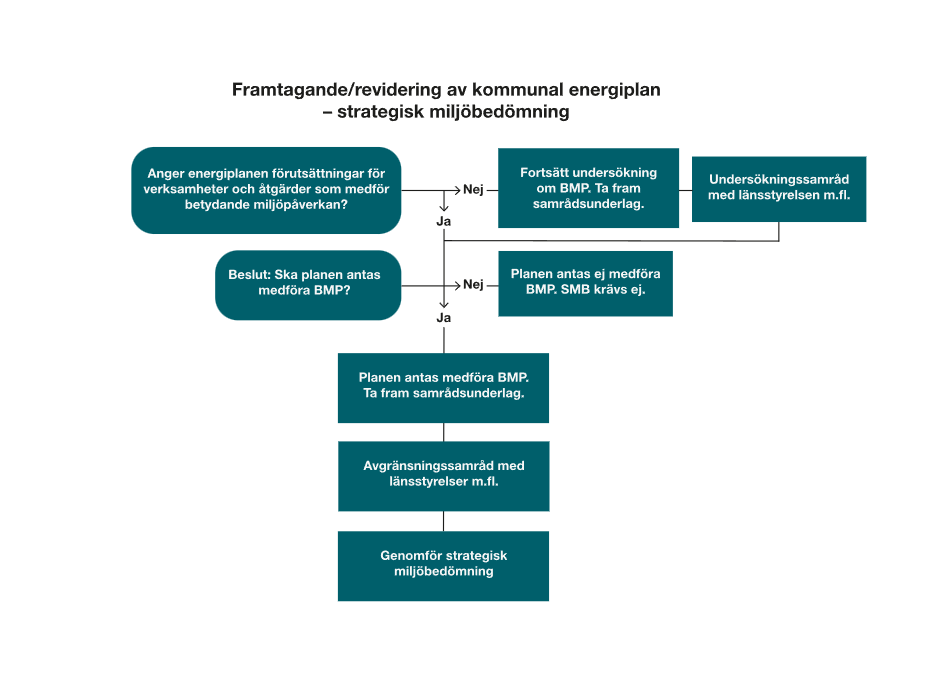 Framtagande/revidering av kommunal energiplan
– strategisk miljöbedömning
Anger energiplanen förutsättningar för
verksamheter och åtgärder som medför
betydande miljöpåverkan?
Nej
Ja
Fortsätt undersökning
om BMP. Ta fram
samrådsunderlag.
Undersökningssamråd
med länsstyrelsen m.fl.
Beslut: Ska planen antas
medföra BMP?
Nej
Ja
Planen antas ej medföra
BMP. SMB krävs ej.
Planen antas medföra BMP.
Ta fram samrådsunderlag.
Avgränsningssamråd med
länsstyrelser m.fl.
Genomför strategisk
miljöbedömning